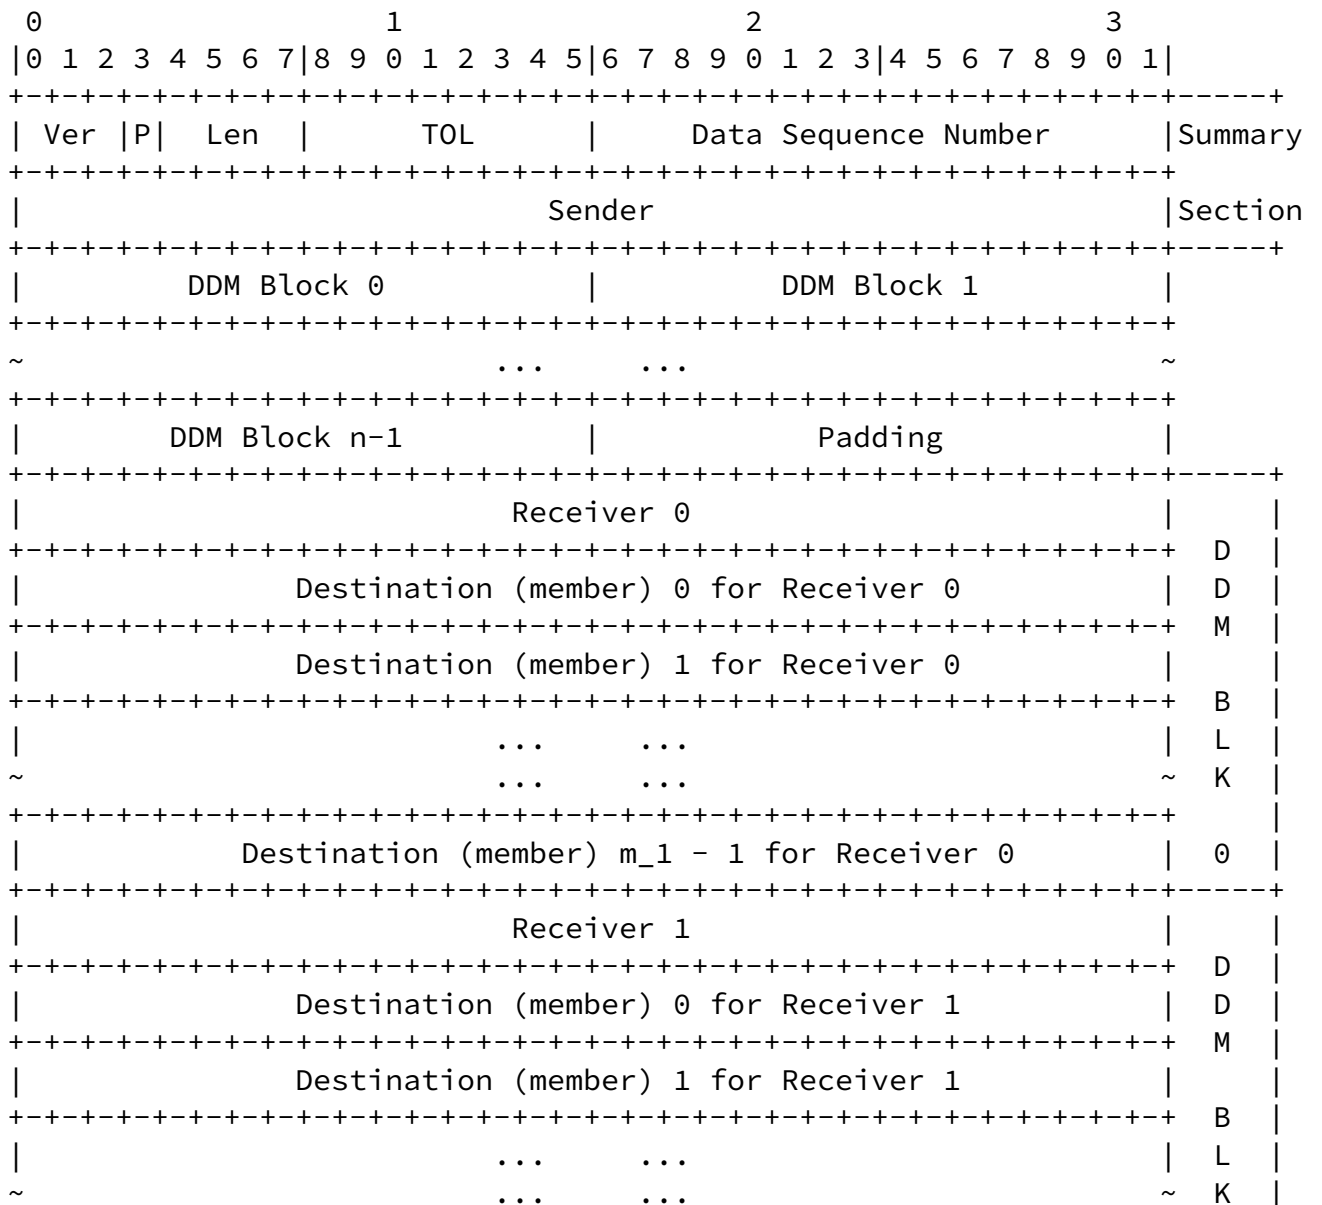 0                   1                   2                   3
|0 1 2 3 4 5 6 7|8 9 0 1 2 3 4 5|6 7 8 9 0 1 2 3|4 5 6 7 8 9 0 1|
+-+-+-+-+-+-+-+-+-+-+-+-+-+-+-+-+-+-+-+-+-+-+-+-+-+-+-+-+-+-+-+-+-----+
| Ver |P|  Len  |      TOL      |     Data Sequence Number      |Summary
+-+-+-+-+-+-+-+-+-+-+-+-+-+-+-+-+-+-+-+-+-+-+-+-+-+-+-+-+-+-+-+-+
|                             Sender                            |Section
+-+-+-+-+-+-+-+-+-+-+-+-+-+-+-+-+-+-+-+-+-+-+-+-+-+-+-+-+-+-+-+-+-----+
|         DDM Block 0           |          DDM Block 1          |
+-+-+-+-+-+-+-+-+-+-+-+-+-+-+-+-+-+-+-+-+-+-+-+-+-+-+-+-+-+-+-+-+
~                          ...     ...                          ~
+-+-+-+-+-+-+-+-+-+-+-+-+-+-+-+-+-+-+-+-+-+-+-+-+-+-+-+-+-+-+-+-+
|        DDM Block n-1          |            Padding            |
+-+-+-+-+-+-+-+-+-+-+-+-+-+-+-+-+-+-+-+-+-+-+-+-+-+-+-+-+-+-+-+-+-----+
|                           Receiver 0                          |     |
+-+-+-+-+-+-+-+-+-+-+-+-+-+-+-+-+-+-+-+-+-+-+-+-+-+-+-+-+-+-+-+-+  D  |
|               Destination (member) 0 for Receiver 0           |  D  |
+-+-+-+-+-+-+-+-+-+-+-+-+-+-+-+-+-+-+-+-+-+-+-+-+-+-+-+-+-+-+-+-+  M  |
|               Destination (member) 1 for Receiver 0           |     |
+-+-+-+-+-+-+-+-+-+-+-+-+-+-+-+-+-+-+-+-+-+-+-+-+-+-+-+-+-+-+-+-+  B  |
|                          ...     ...                          |  L  |
~                          ...     ...                          ~  K  |
+-+-+-+-+-+-+-+-+-+-+-+-+-+-+-+-+-+-+-+-+-+-+-+-+-+-+-+-+-+-+-+-+     |
|            Destination (member) m_1 - 1 for Receiver 0        |  0  |
+-+-+-+-+-+-+-+-+-+-+-+-+-+-+-+-+-+-+-+-+-+-+-+-+-+-+-+-+-+-+-+-+-----+
|                           Receiver 1                          |     |
+-+-+-+-+-+-+-+-+-+-+-+-+-+-+-+-+-+-+-+-+-+-+-+-+-+-+-+-+-+-+-+-+  D  |
|               Destination (member) 0 for Receiver 1           |  D  |
+-+-+-+-+-+-+-+-+-+-+-+-+-+-+-+-+-+-+-+-+-+-+-+-+-+-+-+-+-+-+-+-+  M  |
|               Destination (member) 1 for Receiver 1           |     |
+-+-+-+-+-+-+-+-+-+-+-+-+-+-+-+-+-+-+-+-+-+-+-+-+-+-+-+-+-+-+-+-+  B  |
|                          ...     ...                          |  L  |
~                          ...     ...                          ~  K  |